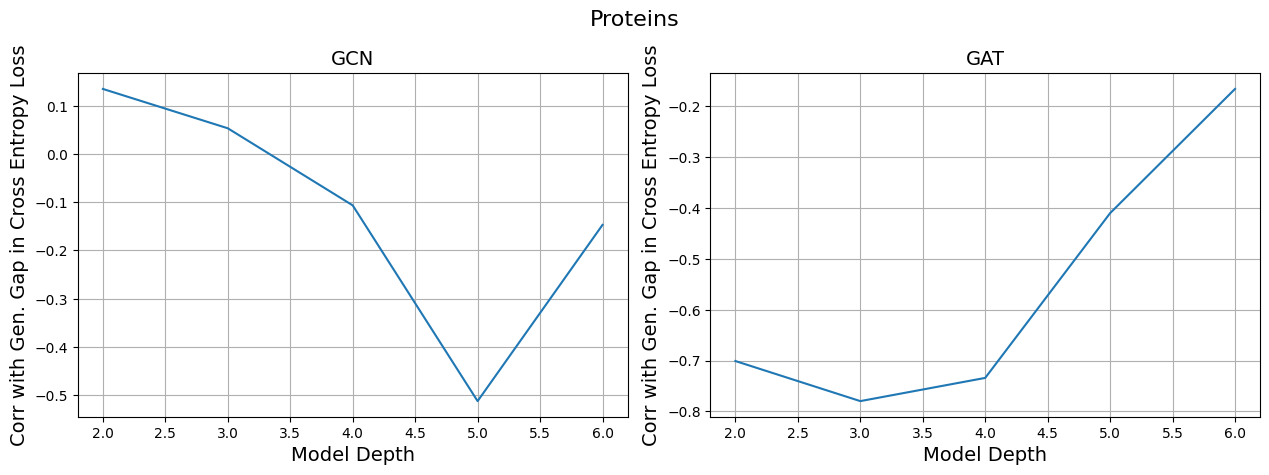 Proteins
GCN
Corr with Gen. Gap in Cross Entropy Loss
0.1
0.0
−0.1
−0.2
−0.3
−0.4
−0.5
2.0 2.5 3.0 3.5 4.0 4.5 5.0 5.5 6.0
Model Depth
GAT
Corr with Gen. Gap in Cross Entropy Loss
−0.2
−0.3
−0.4
−0.5
−0.6
−0.7
−0.8
2.0 2.5 3.0 3.5 4.0 4.5 5.0 5.5 6.0
Model Depth